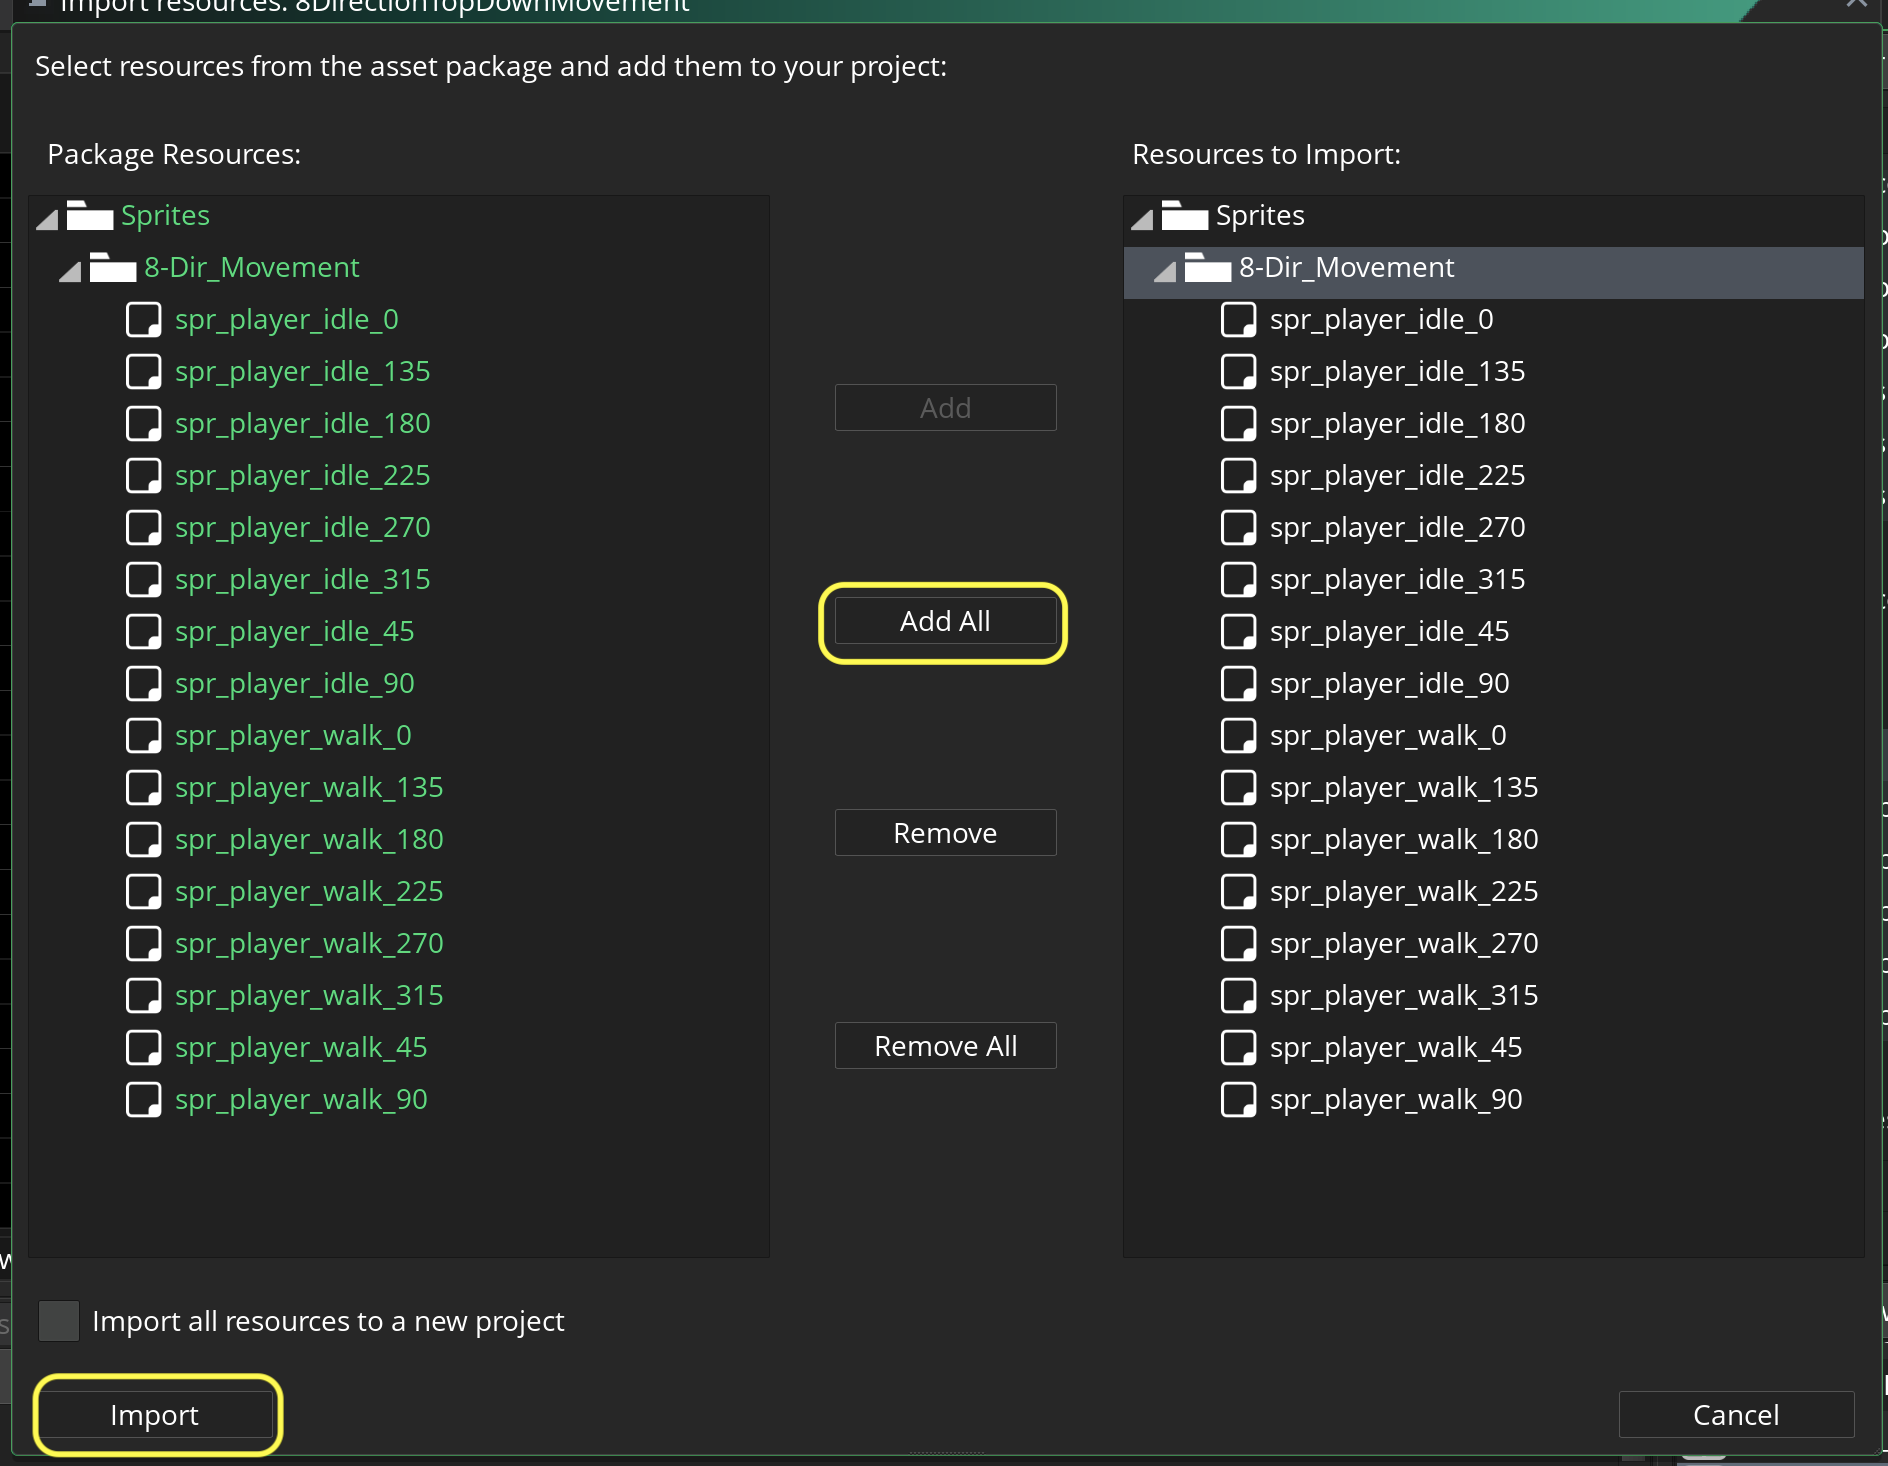 Import resources: 8DirectionTopDownMovement
Select resources from the asset package and add them to your project:
Package Resources:
Sprites
8-Dir_Movement
spr_player_idle_0
spr_player_idle_135
spr_player_idle_180
spr_player_idle_225
spr_player_idle_270
spr_player_idle_315
spr_player_idle_45
spr_player_idle_90
spr_player_walk_0
spr_player_walk_135
spr_player_walk_180
spr_player_walk_225
spr_player_walk_270
spr_player_walk_315
spr_player_walk_45
spr_player_walk_90
Add
Add All
Remove
Remove All
Resources to Import:
Sprites
8-Dir_Movement
spr_player_idle_0
spr_player_idle_135
spr_player_idle_180
spr_player_idle_225
spr_player_idle_270
spr_player_idle_315
spr_player_idle_45
spr_player_idle_90
spr_player_walk_0
spr_player_walk_135
spr_player_walk_180
spr_player_walk_225
spr_player_walk_270
spr_player_walk_315
spr_player_walk_45
spr_player_walk_90
Import all resources to a new project
Import
Cancel